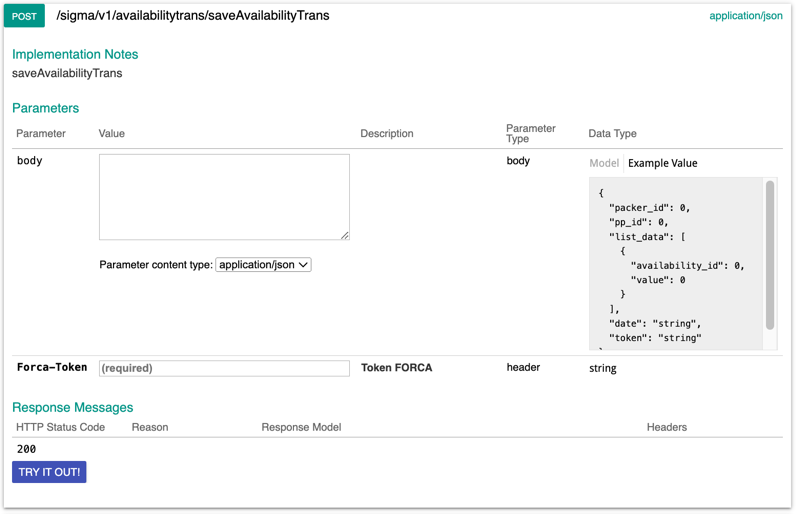 POST /sigma/v1/availabilitytrans/saveAvailabilityTrans application/json
Implementation Notes
saveAvailabilityTrans
Parameters
Parameter Value Description Parameter Type Data Type
body body Model Example Value
{
"packer_id": 0,
"pp_id": 0,
"list_data": [
{
"availability_id": 0,
"value": 0
}
],
"date": "string",
"token": "string"
Parameter content type: application/json
Forca-Token (required) Token FORCA header string
Response Messages
HTTP Status Code Reason Response Model Headers
200
TRY IT OUT!